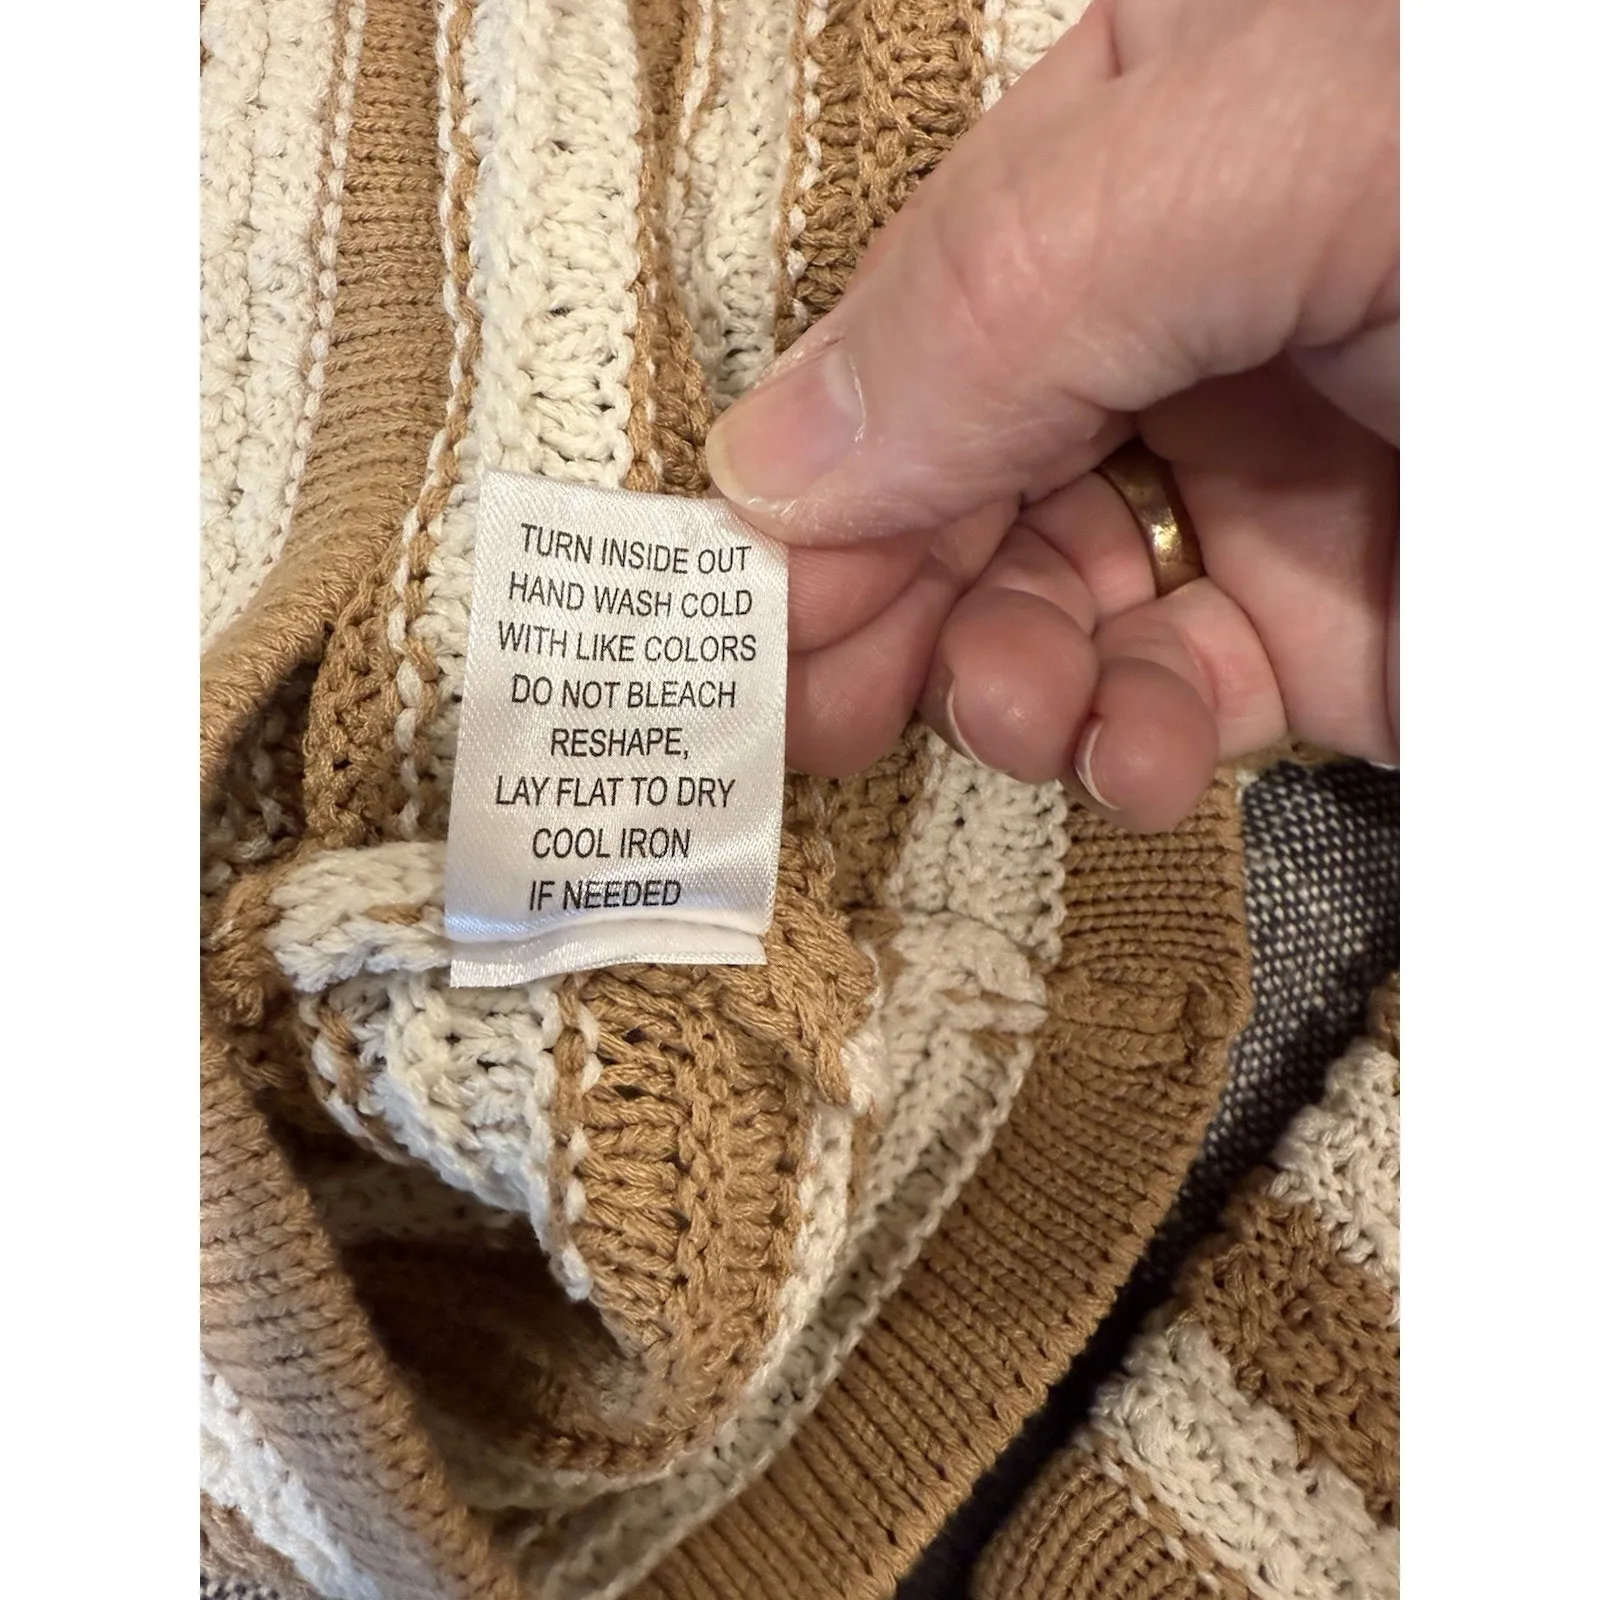 TURN INSIDE OUT
HAND WASH COLD
WITH LIKE COLORS
DO NOT BLEACH
RESHAPE,
LAY FLAT TO DRY
COOL IRON
IF NEEDED